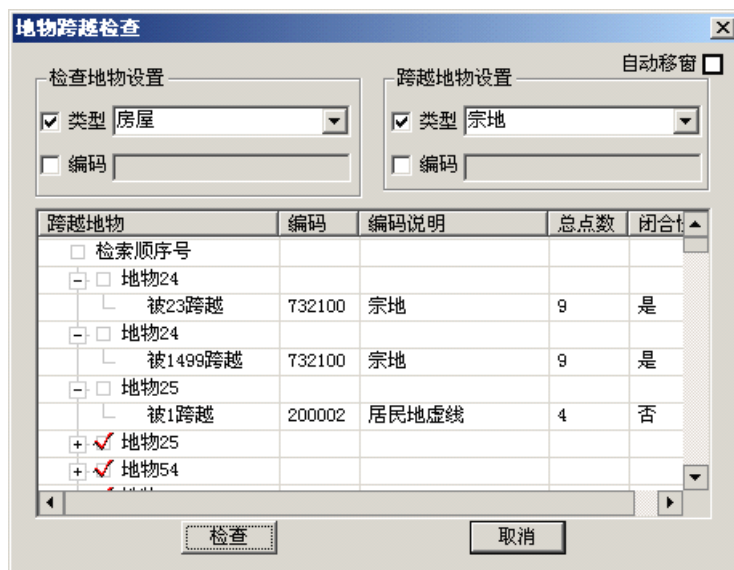 地物跨越检查
自动移窗
检查地物设置 跨越地物设置
类型 房屋 类型 宗地
编码 编码
跨越地物 编码 编码说明 总点数 闭合
检索顺序号
地物24
被23跨越 732100 宗地 9 是
地物24
被1499跨越 732100 宗地 9 是
地物25
被1跨越 200002 居民地虚线 4 否
地物25
地物54
检查 取消